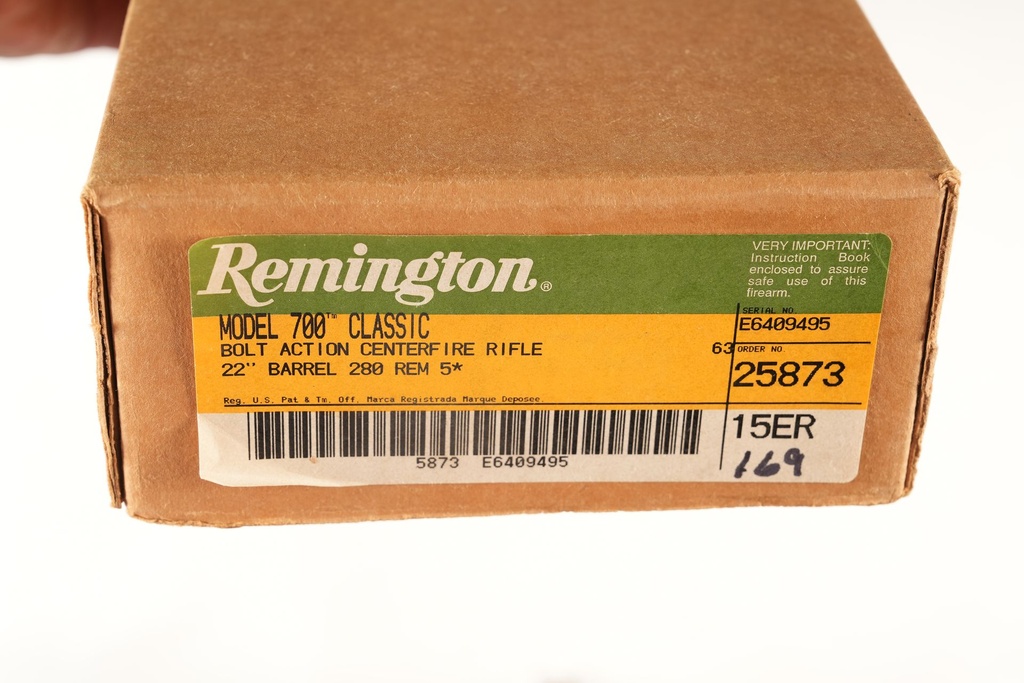 Remington®
VERY IMPORTANT:
Instruction Book
enclosed to assure
safe use of this
firearm.
MODEL 700™ CLASSIC
BOLT ACTION CENTERFIRE RIFLE
22" BARREL 280 REM 5*
Reg. U.S. Pat & Tm. Off. Marca Registrada Marque Deposee.
SERIAL NO.
E6409495
63 ORDER NO.
25873
15ER
169
5873 E6409495